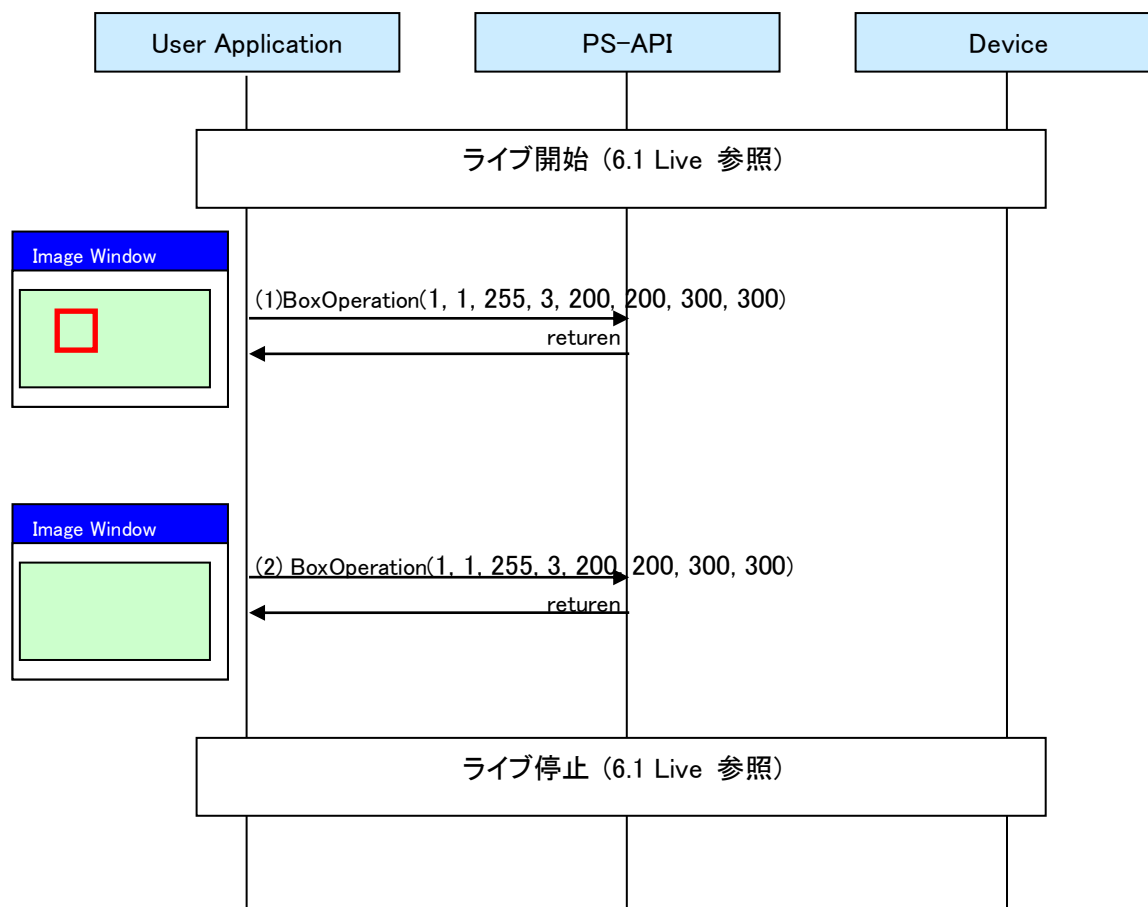 User Application
PS-API
Device
ライブ開始 (6.1 Live 参照)
Image Window
(1)BoxOperation(1, 1, 255, 3, 200, 200, 300, 300)
returen
Image Window
(2) BoxOperation(1, 1, 255, 3, 200, 200, 300, 300)
returen
ライブ停止 (6.1 Live 参照)